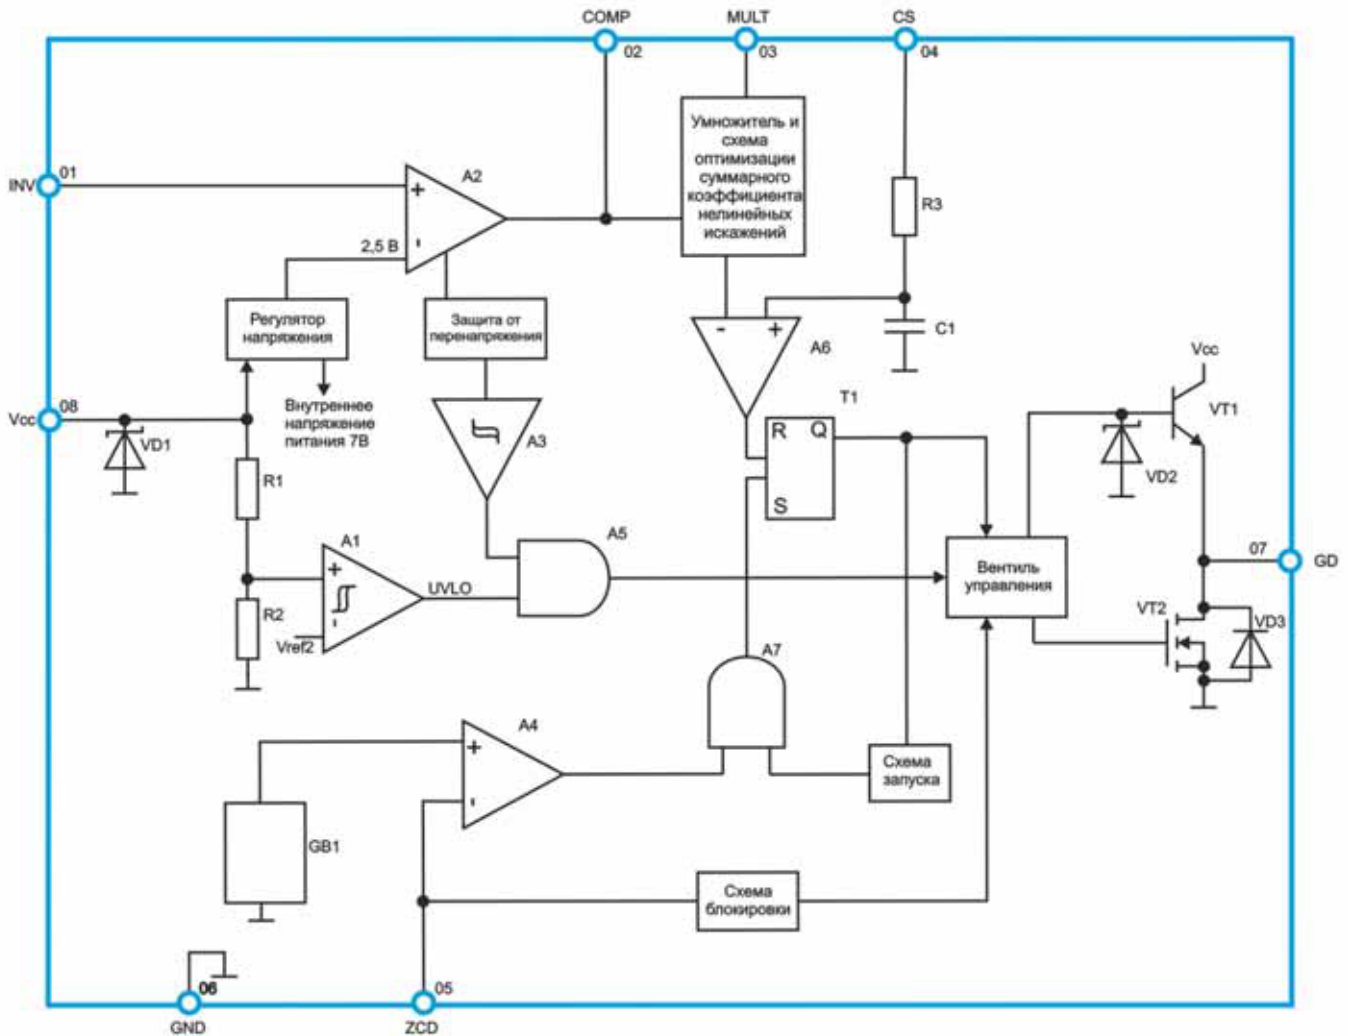 COMP
MULT
CS
02
03
04
Умножитель и
схема
оптимизации
суммарного
коэффициента
нелинейных
искажений
INV
01
A2
+
-
2,5 В
R3
Регулятор
напряжения
Защита от
перенапряжения
-
+
A6
C1
Vcc
08
VD1
Внутреннее
напряжение
питания 7В
A3
T1
R
Q
S
Vcc
VT1
VD2
R1
A1
+
-
UVLO
A5
R2
Vref2
Вентиль
управления
07
GD
VT2
VD3
A7
A4
+
-
Схема
запуска
GB1
Схема
блокировки
06
05
GND
ZCD